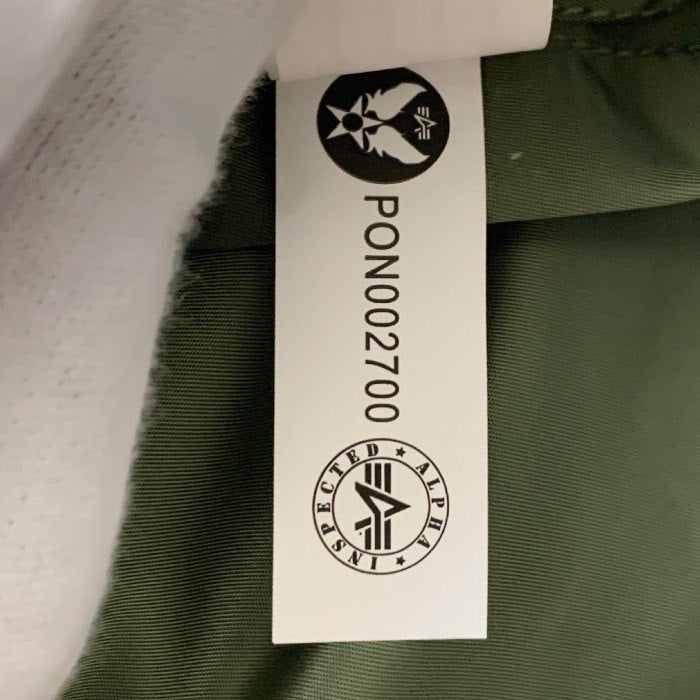 PON002700
INSPECTED ★ ALPHA ★